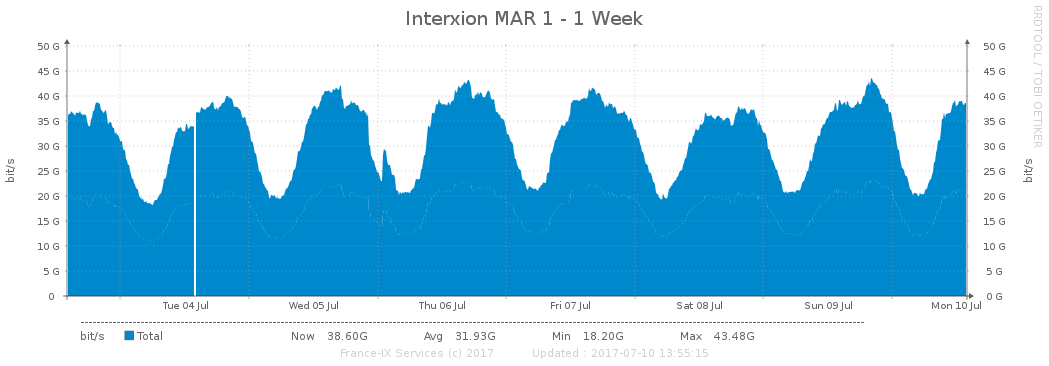 Interxion MAR 1 - 1 Week
RRDTOOL / TOBI OETIKER
bit/s
50 G 50 G
45 G 45 G
40 G 40 G
35 G 35 G
30 G 30 G
25 G 25 G
20 G 20 G
15 G 15 G
10 G 10 G
5 G 5 G
0 0 G
bit/s
Tue 04 Jul Wed 05 Jul Thu 06 Jul Fri 07 Jul Sat 08 Jul Sun 09 Jul Mon 10 Jul
bit/s Total Now 38.60G Avg 31.93G Min 18.20G Max 43.48G
France-IX Services (c) 2017 Updated : 2017-07-10 13:55:15